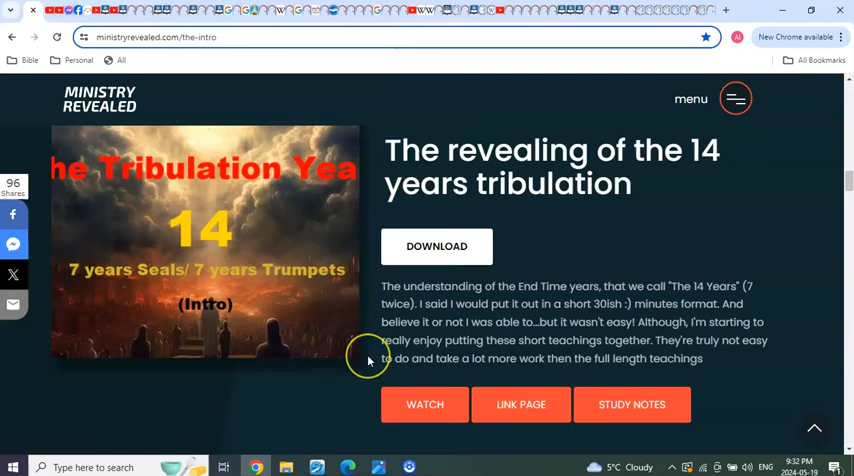 ministryrevealed.com/the-intro
New Chrome available
Bible
Personal
All
All Bookmarks
MINISTRY
REVEALED
menu
he Tribulation Yea
14
7 years Seals/ 7 years Trumpets
(Intro)
The revealing of the 14
years tribulation
DOWNLOAD
The understanding of the End Time years, that we call "The 14 Years" (7
twice). I said I would put it out in a short 30ish :) minutes format. And
believe it or not I was able to...but it wasn't easy! Although, I'm starting to
really enjoy putting these short teachings together. They're truly not easy
to do and take a lot more work then the full length teachings
WATCH
LINK PAGE
STUDY NOTES
96
Shares
Type here to search
5°C Cloudy
ENG
9:32 PM
2024-05-19